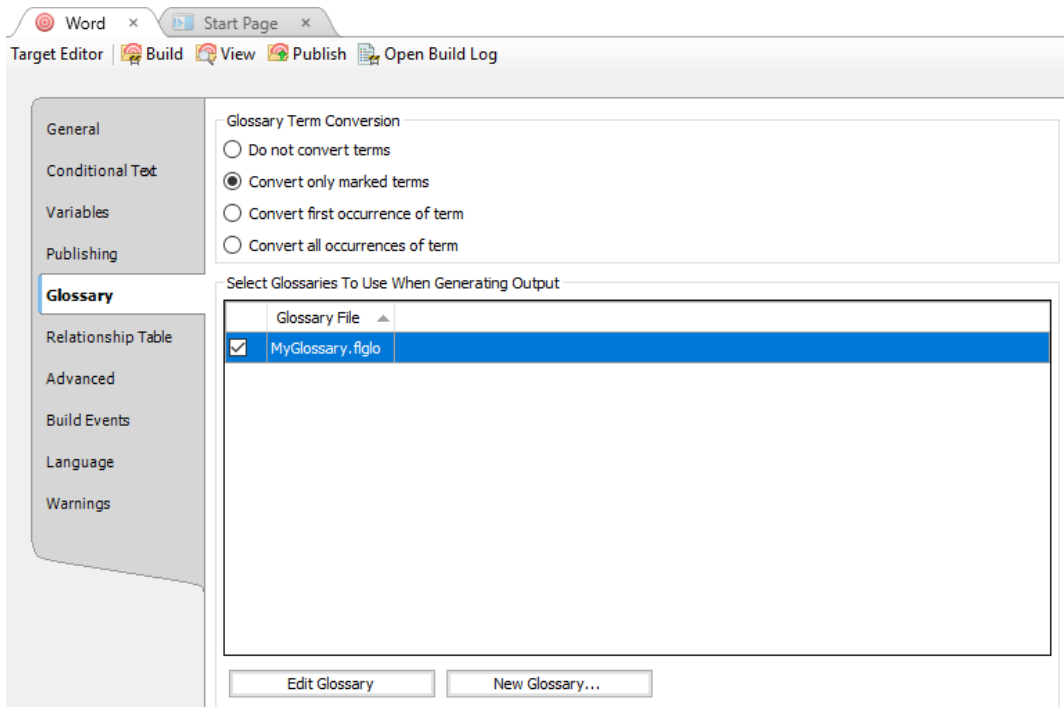 Word × Start Page ×
Target Editor Build View Publish Open Build Log
General
Conditional Text
Variables
Publishing
Glossary
Relationship Table
Advanced
Build Events
Language
Warnings
Glossary Term Conversion
Do not convert terms
Convert only marked terms
Convert first occurrence of term
Convert all occurrences of term
Select Glossaries To Use When Generating Output
Glossary File
MyGlossary.flglo
Edit Glossary New Glossary...